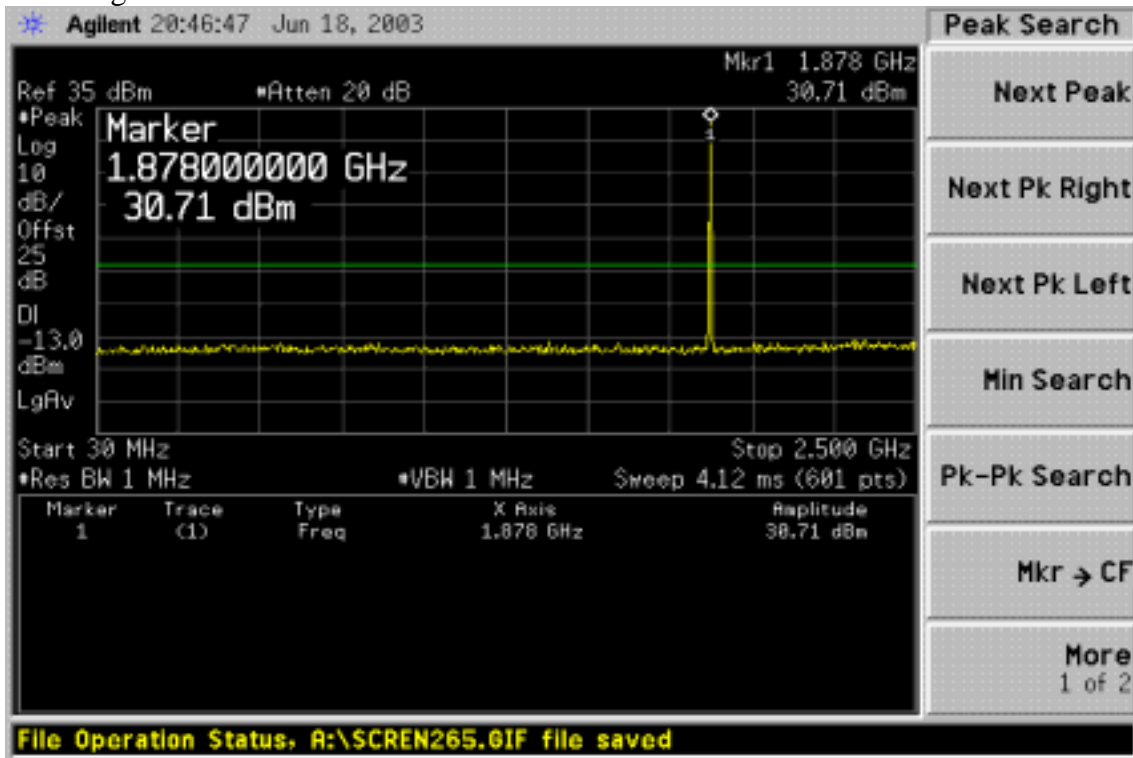 Agilent 20:46:47 Jun 18, 2003
Peak Search
Mkr1 1.878 GHz
Ref 35 dBm #Atten 20 dB 30.71 dBm
#Peak
Log
10
dB/
Offst
25
dB
DI
-13.0
dBm
LgAv
Marker
1.878000000 GHz
30.71 dBm
1
Start 30 MHz Stop 2.500 GHz
#Res BW 1 MHz #VBW 1 MHz Sweep 4.12 ms (601 pts)
Marker Trace Type X Axis Amplitude
1 (1) Freq 1.878 GHz 30.71 dBm
Next Peak
Next Pk Right
Next Pk Left
Min Search
Pk-Pk Search
Mkr → CF
More
1 of 2
File Operation Status, A:\SCREN265.GIF file saved